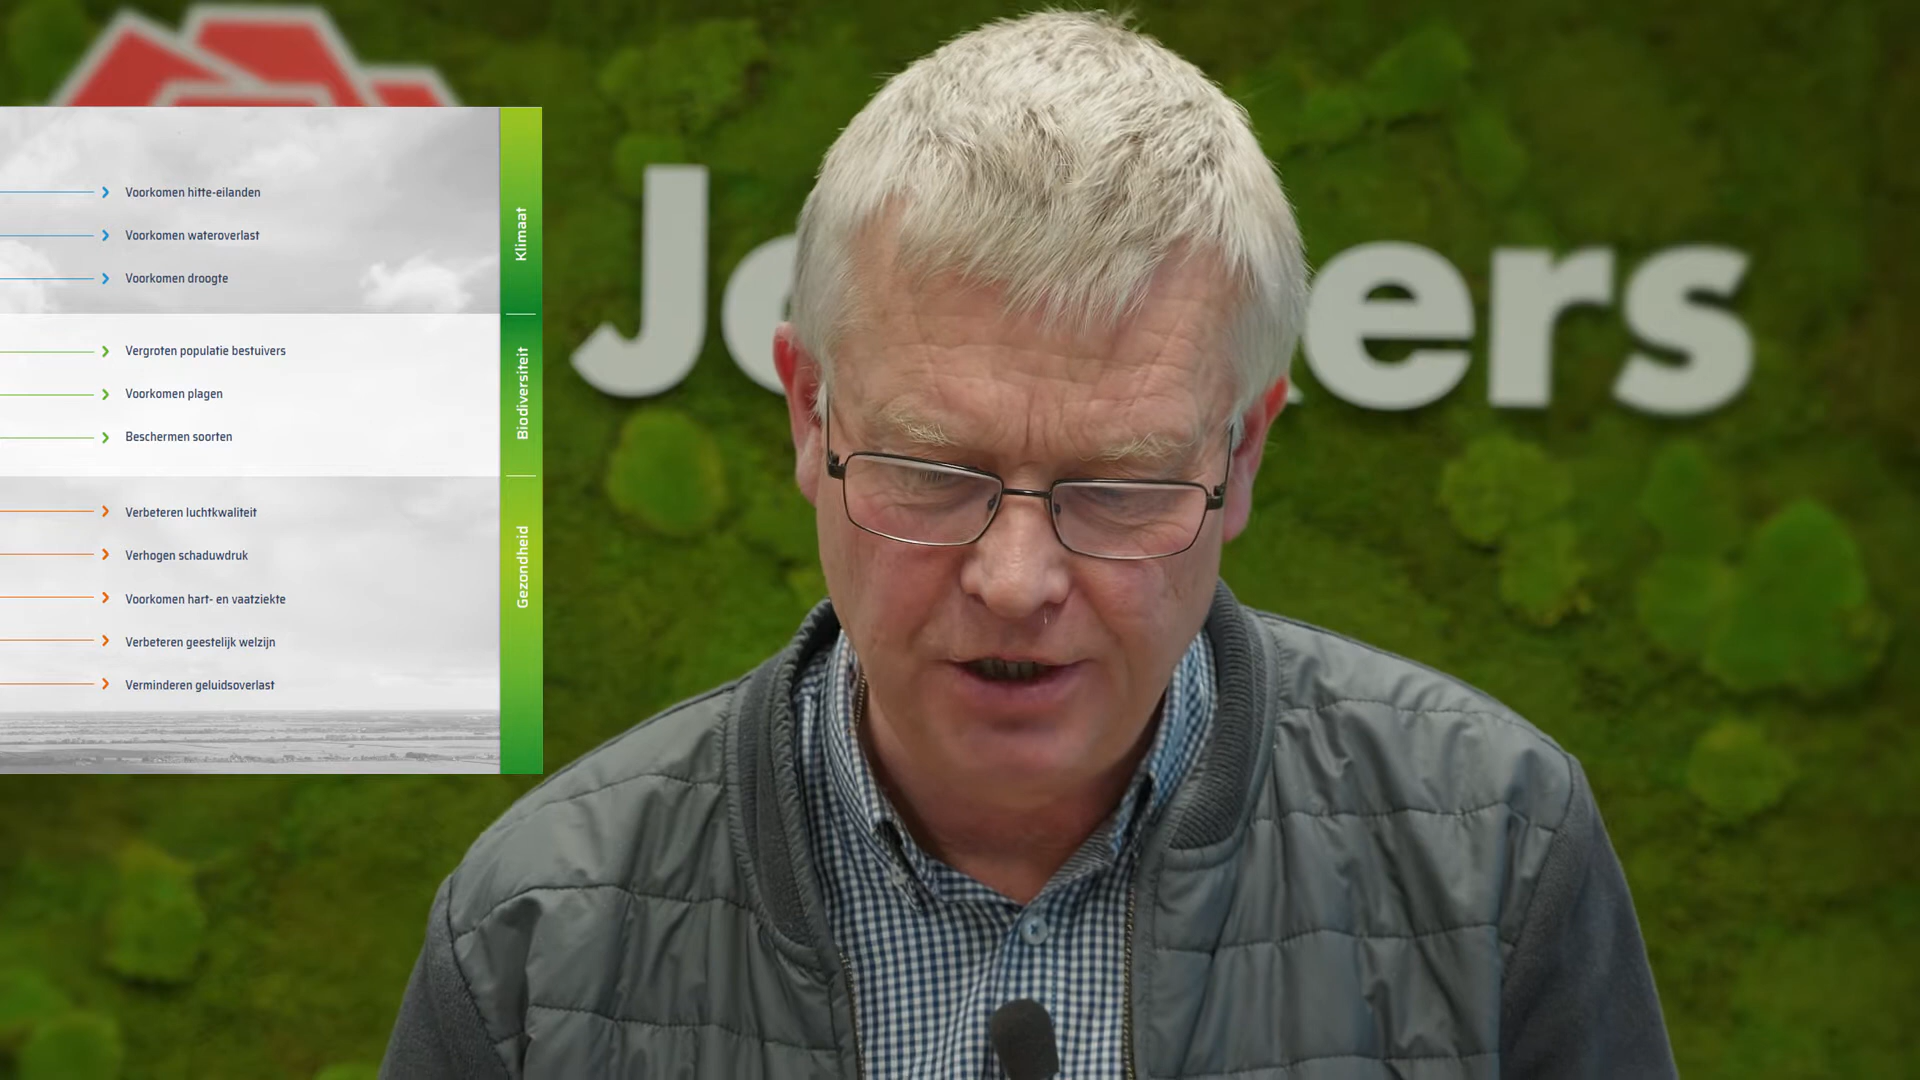 Voorkomen hitte-eilanden
Voorkomen wateroverlast
Voorkomen droogte
Klimaat
Vergroten populatie bestuivers
Voorkomen plagen
Beschermen soorten
Biodiversiteit
Verbeteren luchtkwaliteit
Verhogen schaduwdruk
Voorkomen hart- en vaatziekte
Verbeteren geestelijk welzijn
Verminderen geluidsoverlast
Gezondheid